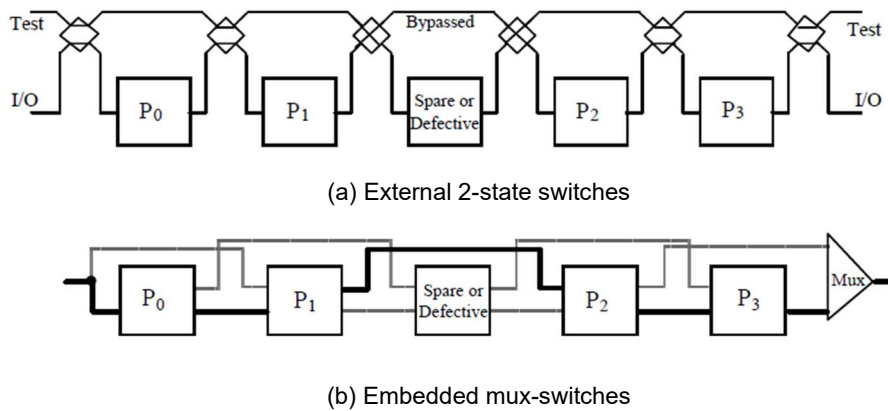 Test Bypassed Test
I/O P0 P1 Spare or Defective P2 P3 I/O
(a) External 2-state switches
P0 P1 Spare or Defective P2 P3 Mux
(b) Embedded mux-switches